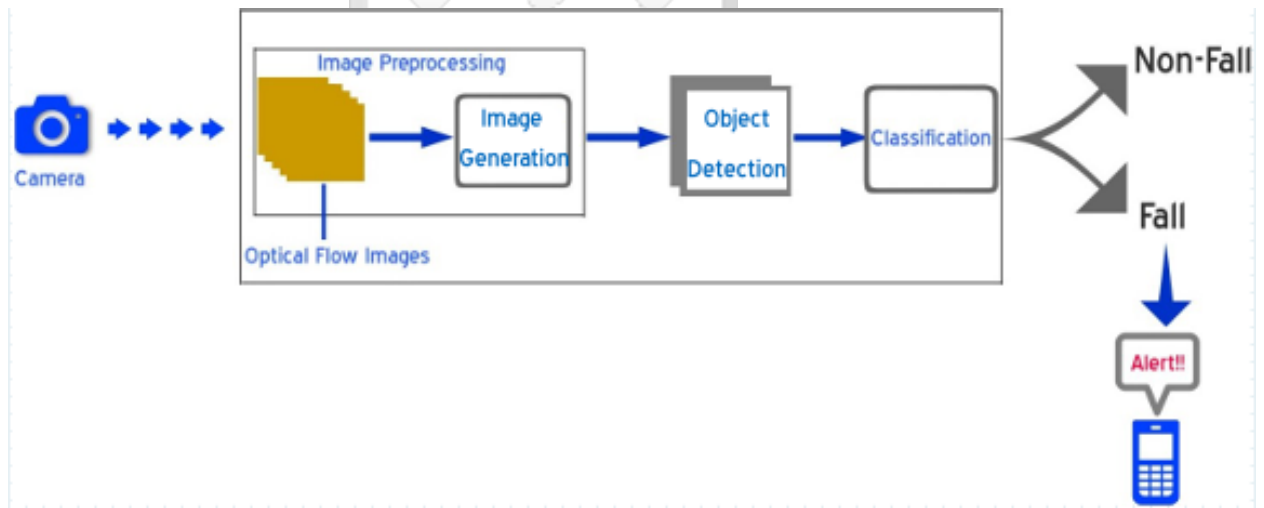 Camera
Image Preprocessing
Optical Flow Images
Image
Generation
Object
Detection
Classification
Non-Fall
Fall
Alert!!